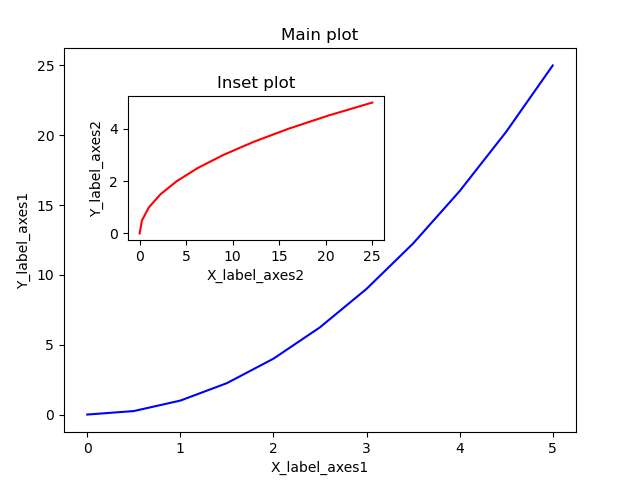 Main plot
25
20
15
10
5
0
Y_label_axes1
Inset plot
4
2
0
Y_label_axes2
0 5 10 15 20 25
X_label_axes2
0 1 2 3 4 5
X_label_axes1